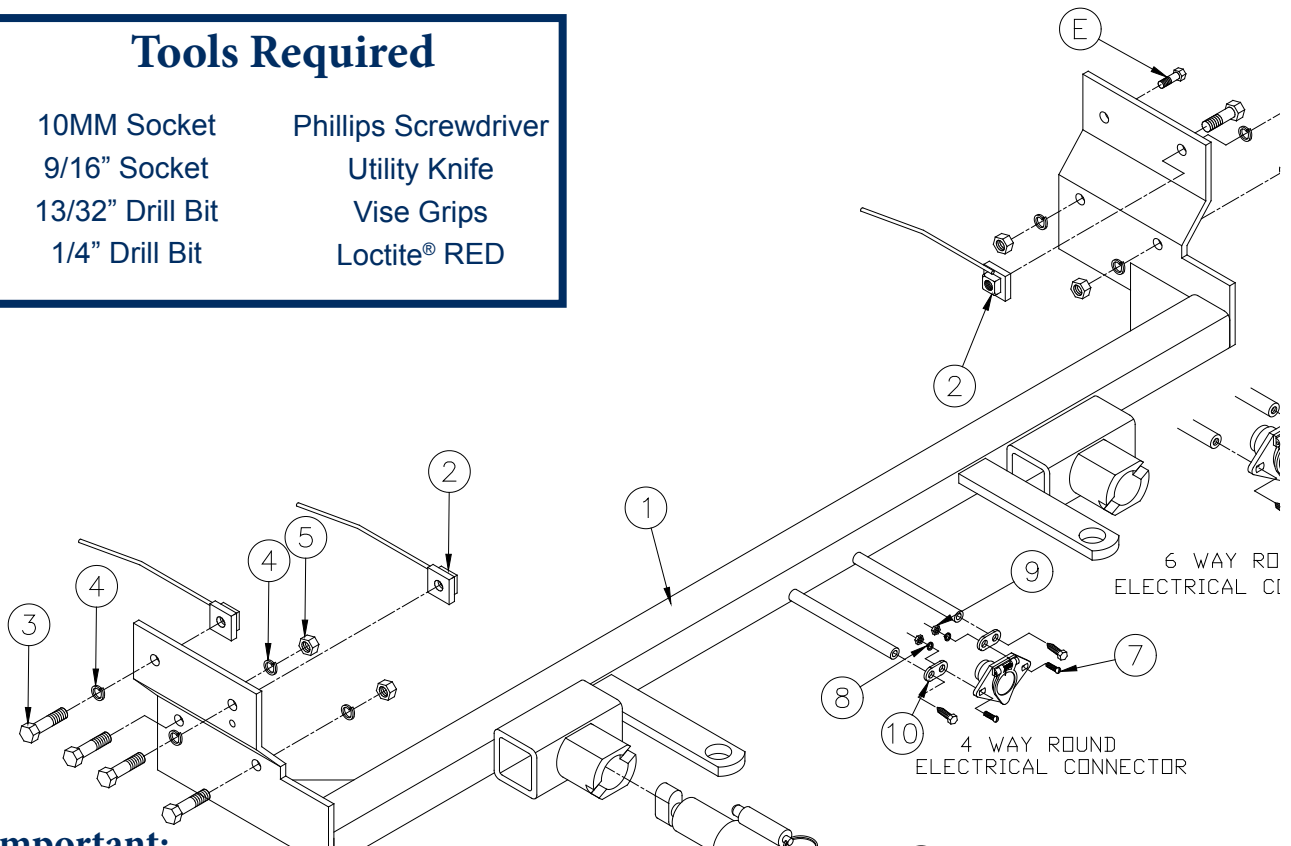 Tools Required
10MM Socket
9/16” Socket
13/32” Drill Bit
1/4” Drill Bit
Phillips Screwdriver
Utility Knife
Vise Grips
Loctite® RED
E
2
2
1
5
4
4
3
6 WAY RO
ELECTRICAL CO
9
7
8
10
4 WAY ROUND
ELECTRICAL CONNECTOR
mportant: